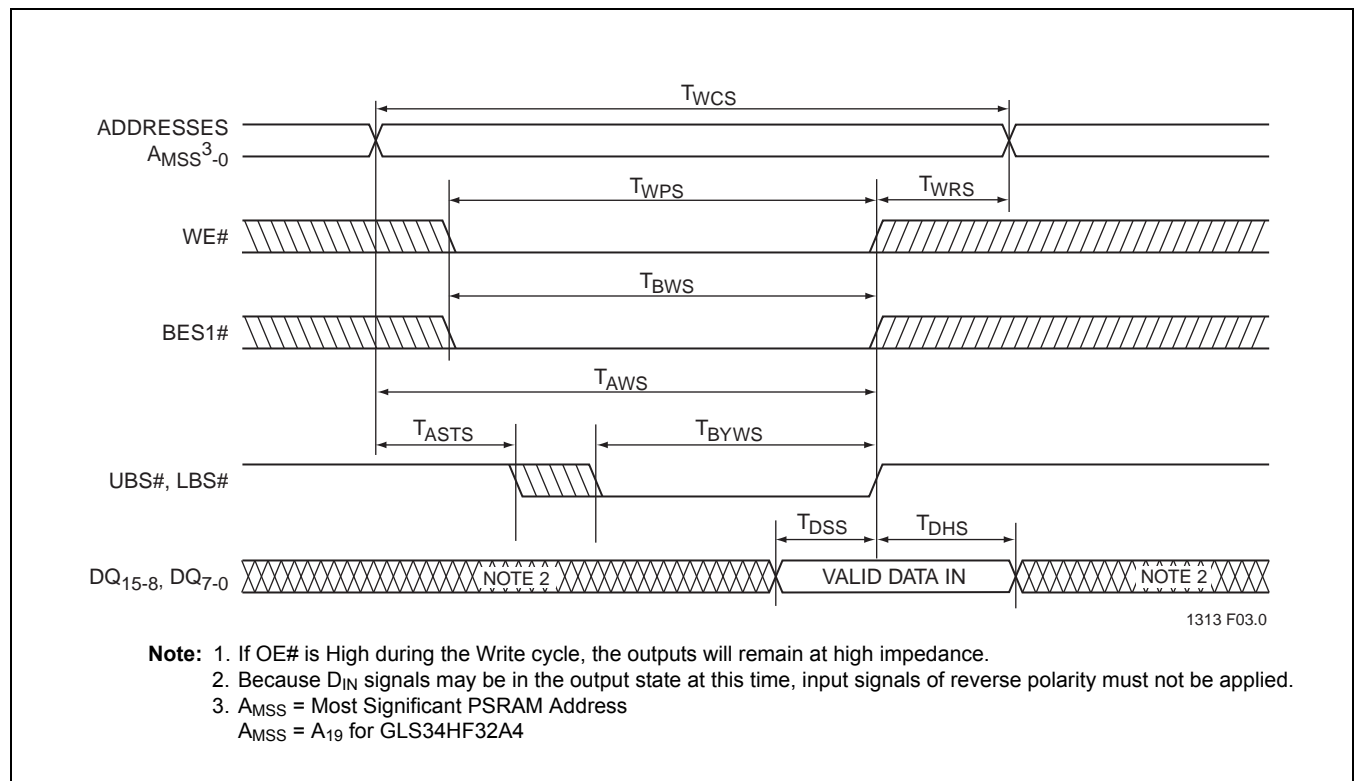 TWCS
ADDRESSES
AMSS3-0
TWPS
TWRS
WE#
TBWS
BES1#
TAWS
TASTS
TBYWS
UBS#, LBS#
TDSS
TDHS
DQ15-8, DQ7-0
NOTE 2
VALID DATA IN
NOTE 2
1313 F03.0
Note: 1. If OE# is High during the Write cycle, the outputs will remain at high impedance.
2. Because DIN signals may be in the output state at this time, input signals of reverse polarity must not be applied.
3. AMSS = Most Significant PSRAM Address
AMSS = A19 for GLS34HF32A4